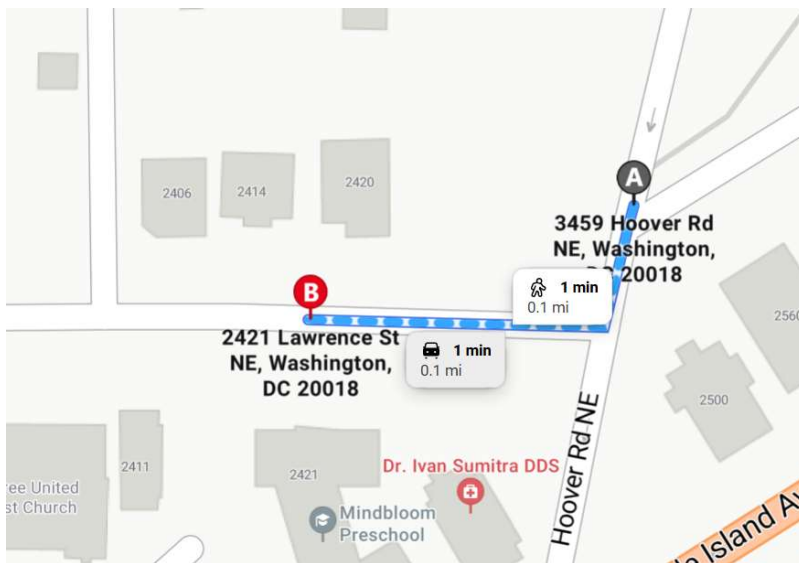 2406
2414
2420
A
3459 Hoover Rd
NE, Washington,
DC 20018
B
1 min
0.1 mi
2421 Lawrence St
NE, Washington,
DC 20018
1 min
0.1 mi
2560
2500
Hoover Rd NE
2411
2421
Dr. Ivan Sumitra DDS
Mindbloom
Preschool
ree United
st Church
Island Av